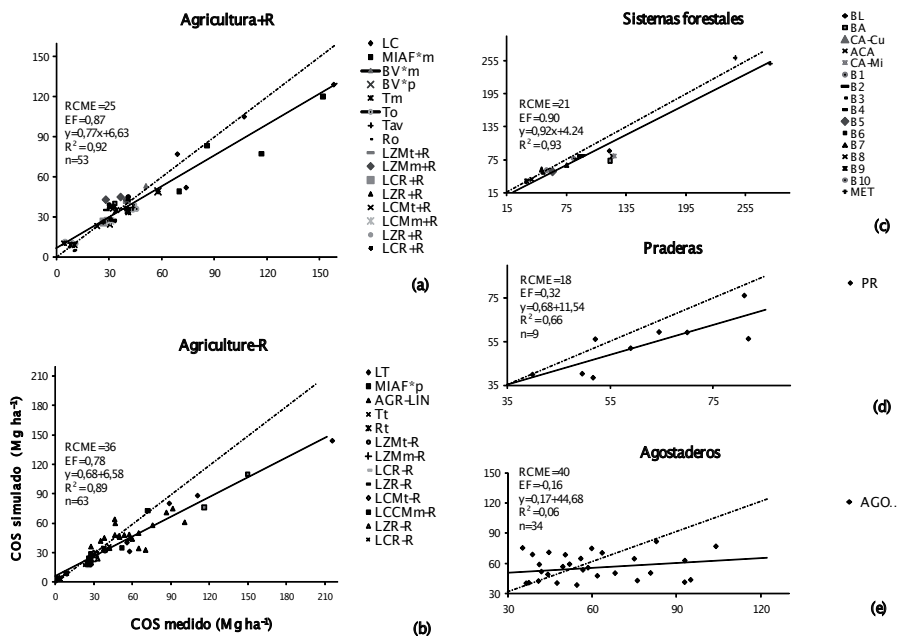 Agricultura+R
150
120
90
60
30
0
0
30
60
90
120
150
RCME=25
EF=0,87
y=0,77x+6,63
R²=0,92
n=53
LC
MIAF*m
BV*m
BV*p
Tm
To
Tav
Ro
LZMt+R
LZMm+R
LCR+R
LZR+R
LCMt+R
LCMm+R
LZR+R
LCR+R
(a)
Agriculture-R
210
180
150
120
90
60
30
0
0
30
60
90
120
150
180
210
RCME=36
EF=0,78
y=0,68+6,58
R²=0,89
n=63
LT
MIAF*p
AGR-LIN
Tt
Rt
LZMt-R
LZMm-R
LCR-R
LZR-R
LCMt-R
LCCMm-R
LZR-R
LCR-R
COS simulado (Mg ha⁻¹)
COS medido (Mg ha⁻¹)
(b)
Sistemas forestales
255
195
135
75
15
15
75
135
195
255
RCME=21
EF=0.90
y=0,92x+4.24
R²=0,93
BL
BA
CA-Cu
ACA
CA-Mi
B1
B2
B3
B4
B5
B6
B7
B8
B9
B10
MET
(c)
Praderas
75
55
35
35
55
75
RCME=18
EF=0,32
y=0,68+11,54
R²=0,66
n=9
PR
(d)
Agostaderos
150
120
90
60
30
30
60
90
120
RCME=40
EF=-0,16
y=0,17+44,68
R²=0,06
n=34
AGO..
(e)